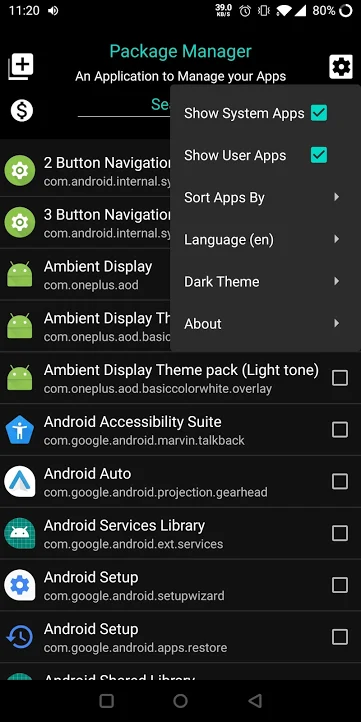 11:20
39.0
KB/S
80%
Package Manager
An Application to Manage your Apps
Sea
Show System Apps
Show User Apps
Sort Apps By
Language (en)
Dark Theme
About
2 Button Navigation
com.android.internal.sy
3 Button Navigation
com.android.internal.sy
Ambient Display
com.oneplus.aod
Ambient Display Th
com.oneplus.aod.basic
Ambient Display Theme pack (Light tone)
com.oneplus.aod.basiccolorwhite.overlay
Android Accessibility Suite
com.google.android.marvin.talkback
Android Auto
com.google.android.projection.gearhead
Android Services Library
com.google.android.ext.services
Android Setup
com.google.android.setupwizard
Android Setup
com.google.android.apps.restore
Android Shared Library